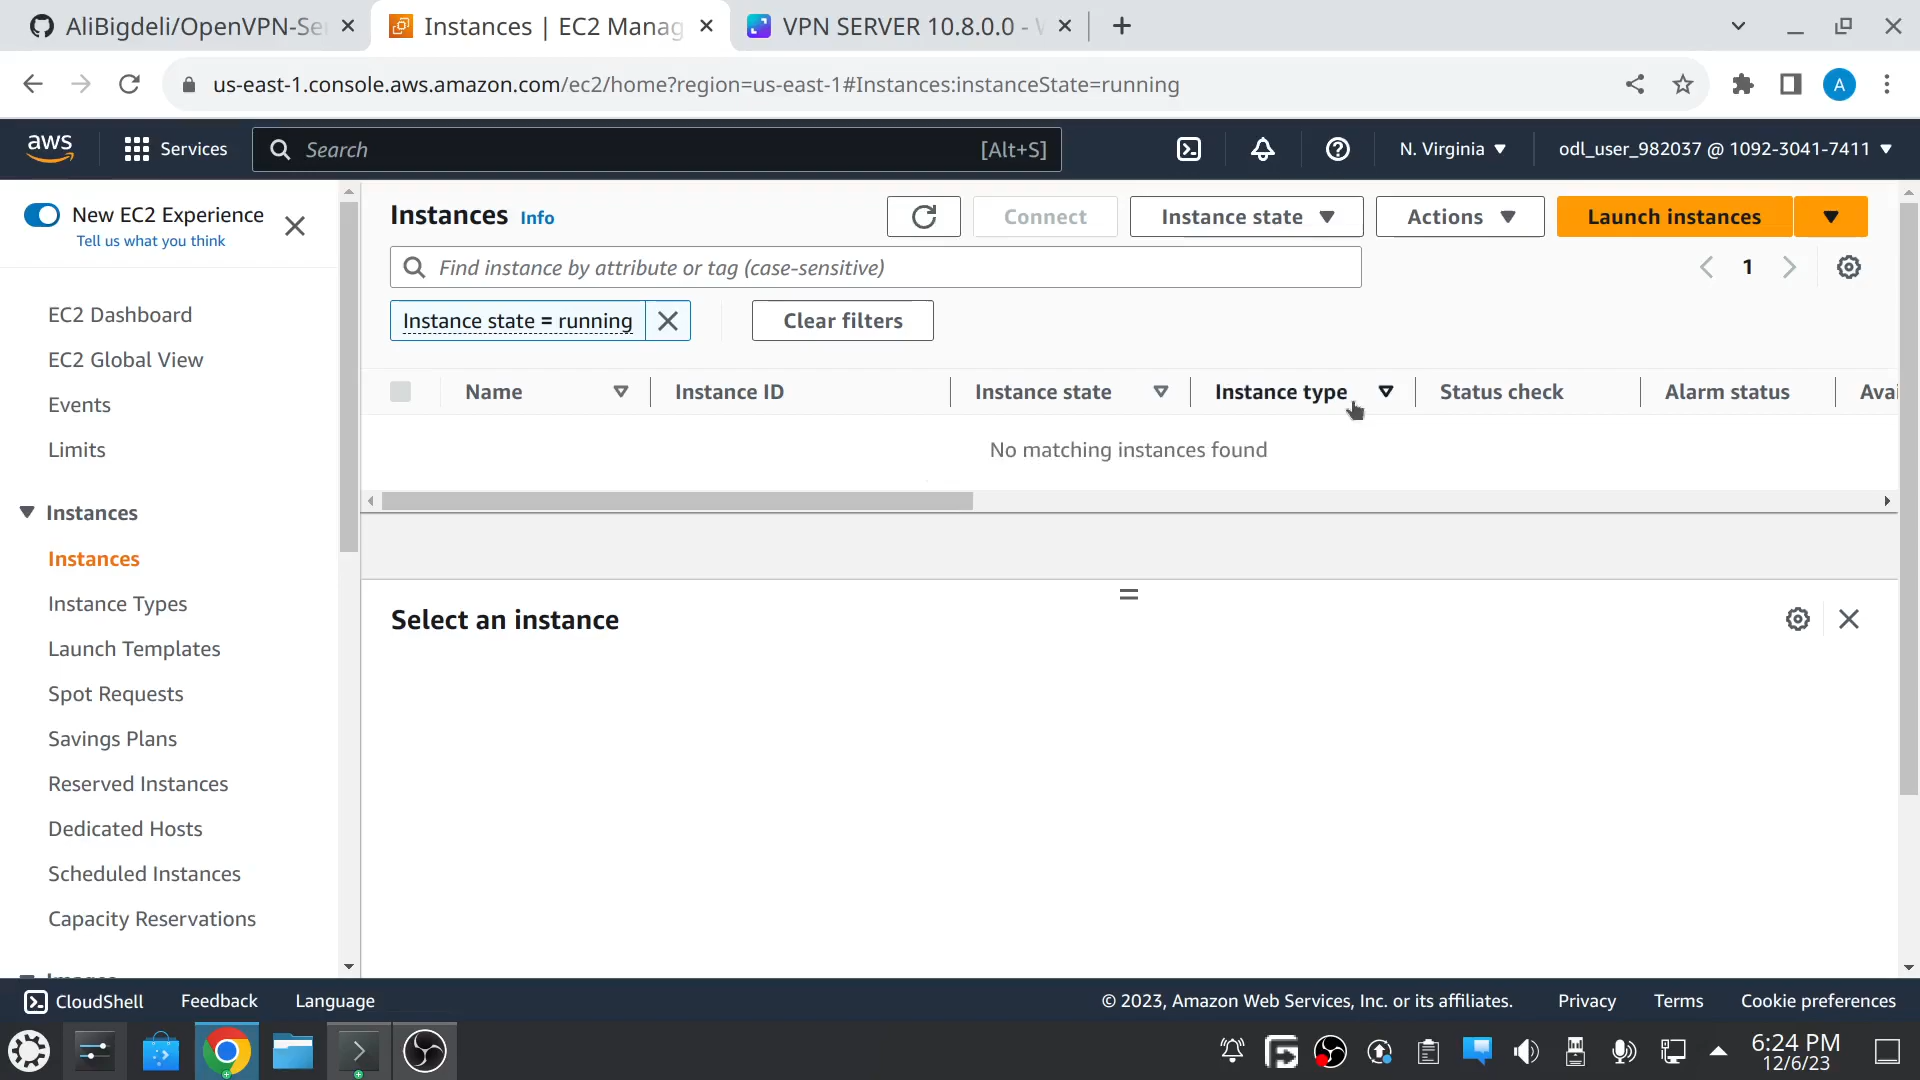 AliBigdeli/OpenVPN-Se
Instances | EC2 Manag
VPN SERVER 10.8.0.0 -
us-east-1.console.aws.amazon.com/ec2/home?region=us-east-1#Instances:instanceState=running
A
aws
Services
Search
[Alt+S]
N. Virginia
odl_user_982037 @ 1092-3041-7411
New EC2 Experience
Tell us what you think
Instances Info
Connect
Instance state
Actions
Launch instances
Find instance by attribute or tag (case-sensitive)
1
Instance state = running
Clear filters
Name
Instance ID
Instance state
Instance type
Status check
Alarm status
Avai
No matching instances found
Select an instance
EC2 Dashboard
EC2 Global View
Events
Limits
Instances
Instances
Instance Types
Launch Templates
Spot Requests
Savings Plans
Reserved Instances
Dedicated Hosts
Scheduled Instances
Capacity Reservations
Images
CloudShell
Feedback
Language
© 2023, Amazon Web Services, Inc. or its affiliates.
Privacy
Terms
Cookie preferences
6:24 PM
12/6/23